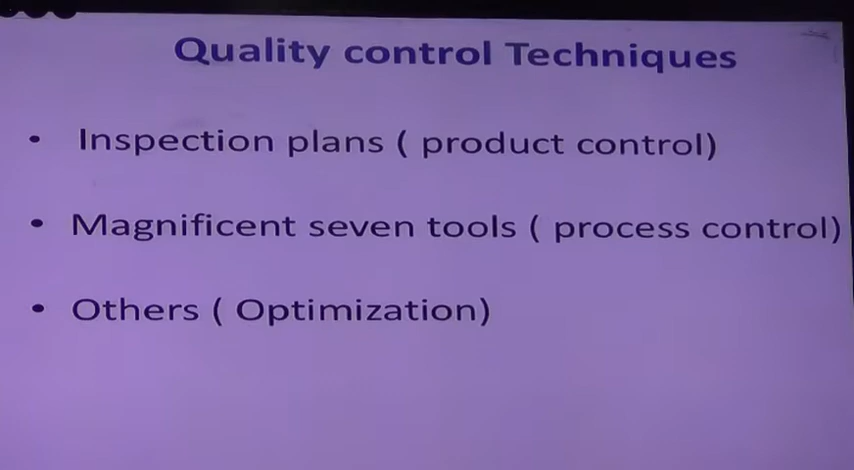 Quality control Techniques
• Inspection plans ( product control)
• Magnificent seven tools ( process control)
• Others ( Optimization)